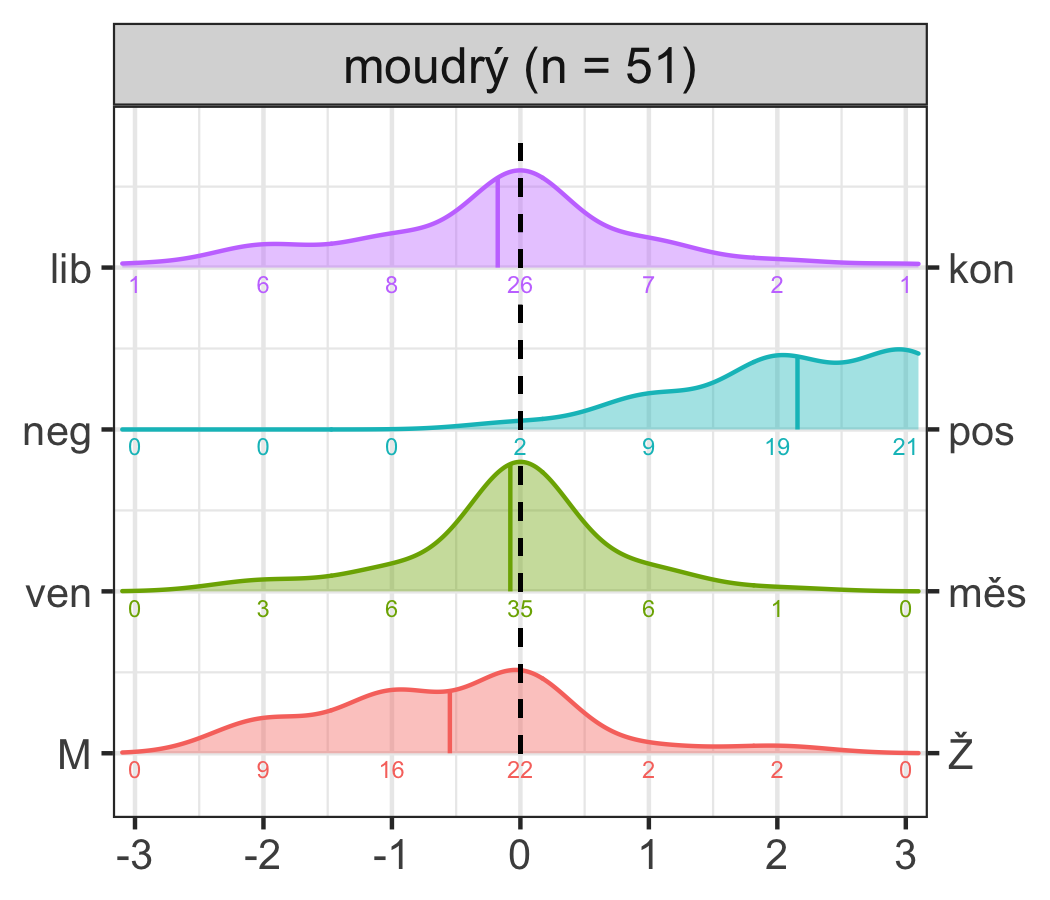 moudrý (n = 51)
lib kon
1 6 8 26 7 2 1
neg pos
0 0 0 2 9 19 21
ven měs
0 3 6 35 6 1 0
M Ž
0 9 16 22 2 2 0
-3 -2 -1 0 1 2 3